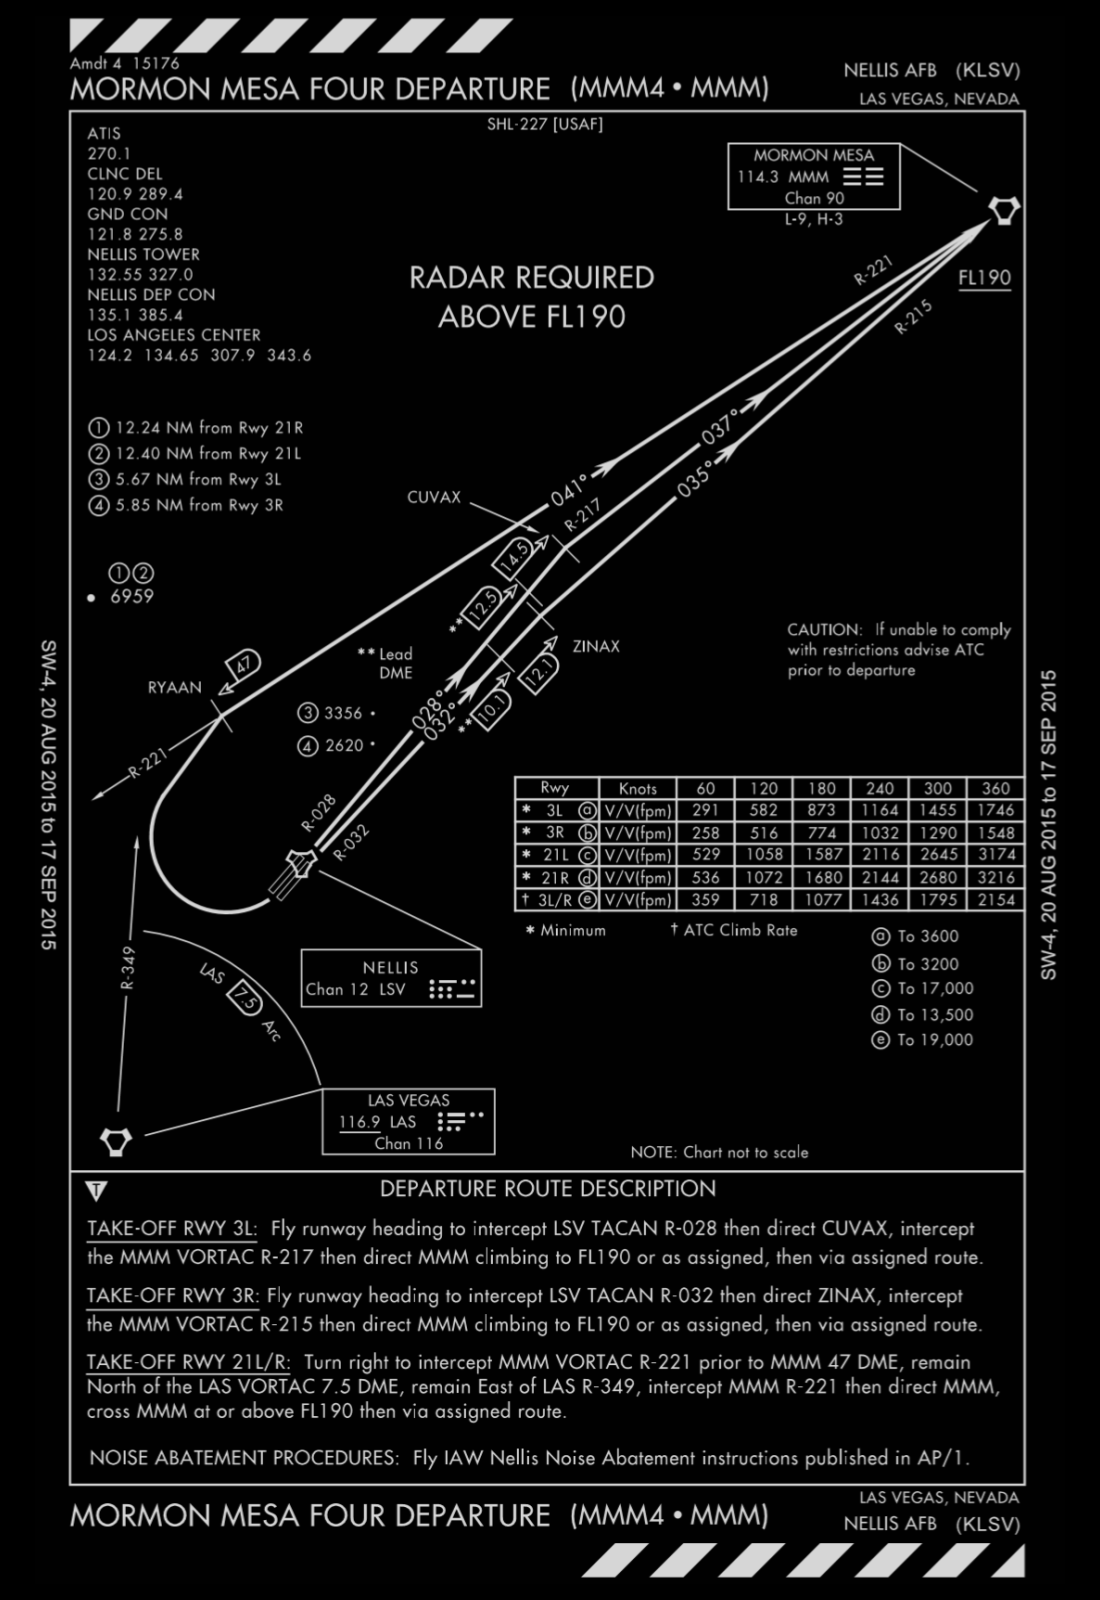 Amdt 4 15176
MORMON MESA FOUR DEPARTURE (MMM4 • MMM)
NELLIS AFB (KLSV)
LAS VEGAS, NEVADA
SHL-227 [USAF]
ATIS
270.1
CLNC DEL
120.9 289.4
GND CON
121.8 275.8
NELLIS TOWER
132.55 327.0
NELLIS DEP CON
135.1 385.4
LOS ANGELES CENTER
124.2 134.65 307.9 343.6
MORMON MESA
114.3 MMM
Chan 90
L-9, H-3
RADAR REQUIRED
ABOVE FL190
R-221
FL190
R-215
① 12.24 NM from Rwy 21R
② 12.40 NM from Rwy 21L
③ 5.67 NM from Rwy 3L
④ 5.85 NM from Rwy 3R
037°
035°
041°
CUVAX
R-217
14.5
①②
• 6959
** 12.5
ZINAX
12.1
** 10.1
CAUTION: If unable to comply
with restrictions advise ATC
prior to departure
** Lead
DME
47
RYAAN
028°
032°
③ 3356 •
④ 2620 •
R-221
R-028
R-032
Rwy Knots 60 120 180 240 300 360
* 3L ⓐ V/V(fpm) 291 582 873 1164 1455 1746
* 3R ⓑ V/V(fpm) 258 516 774 1032 1290 1548
* 21L ⓒ V/V(fpm) 529 1058 1587 2116 2645 3174
* 21R ⓓ V/V(fpm) 536 1072 1680 2144 2680 3216
† 3L/R ⓔ V/V(fpm) 359 718 1077 1436 1795 2154
* Minimum † ATC Climb Rate
ⓐ To 3600
ⓑ To 3200
ⓒ To 17,000
ⓓ To 13,500
ⓔ To 19,000
R-349
LAS 7.5 Arc
NELLIS
Chan 12 LSV
LAS VEGAS
116.9 LAS
Chan 116
NOTE: Chart not to scale
SW-4, 20 AUG 2015 to 17 SEP 2015
SW-4, 20 AUG 2015 to 17 SEP 2015
T
DEPARTURE ROUTE DESCRIPTION
TAKE-OFF RWY 3L: Fly runway heading to intercept LSV TACAN R-028 then direct CUVAX, intercept
the MMM VORTAC R-217 then direct MMM climbing to FL190 or as assigned, then via assigned route.
TAKE-OFF RWY 3R: Fly runway heading to intercept LSV TACAN R-032 then direct ZINAX, intercept
the MMM VORTAC R-215 then direct MMM climbing to FL190 or as assigned, then via assigned route.
TAKE-OFF RWY 21L/R: Turn right to intercept MMM VORTAC R-221 prior to MMM 47 DME, remain
North of the LAS VORTAC 7.5 DME, remain East of LAS R-349, intercept MMM R-221 then direct MMM,
cross MMM at or above FL190 then via assigned route.
NOISE ABATEMENT PROCEDURES: Fly IAW Nellis Noise Abatement instructions published in AP/1.
MORMON MESA FOUR DEPARTURE (MMM4 • MMM)
LAS VEGAS, NEVADA
NELLIS AFB (KLSV)